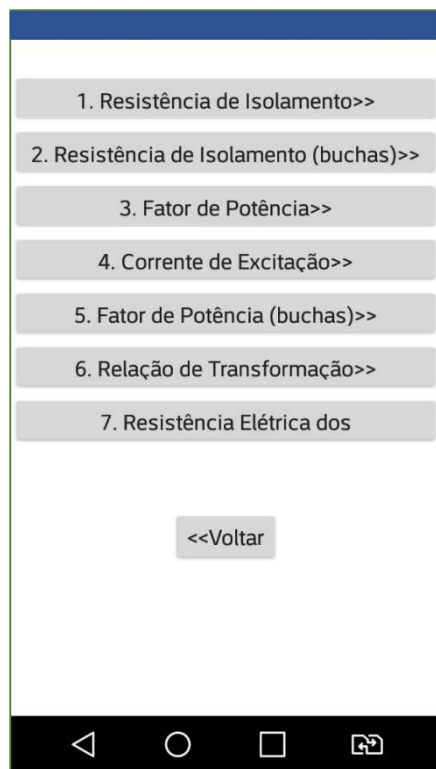 1. Resistência de Isolamento>>
2. Resistência de Isolamento (buchas)>>
3. Fator de Potência>>
4. Corrente de Excitação>>
5. Fator de Potência (buchas)>>
6. Relação de Transformação>>
7. Resistência Elétrica dos
<<Voltar